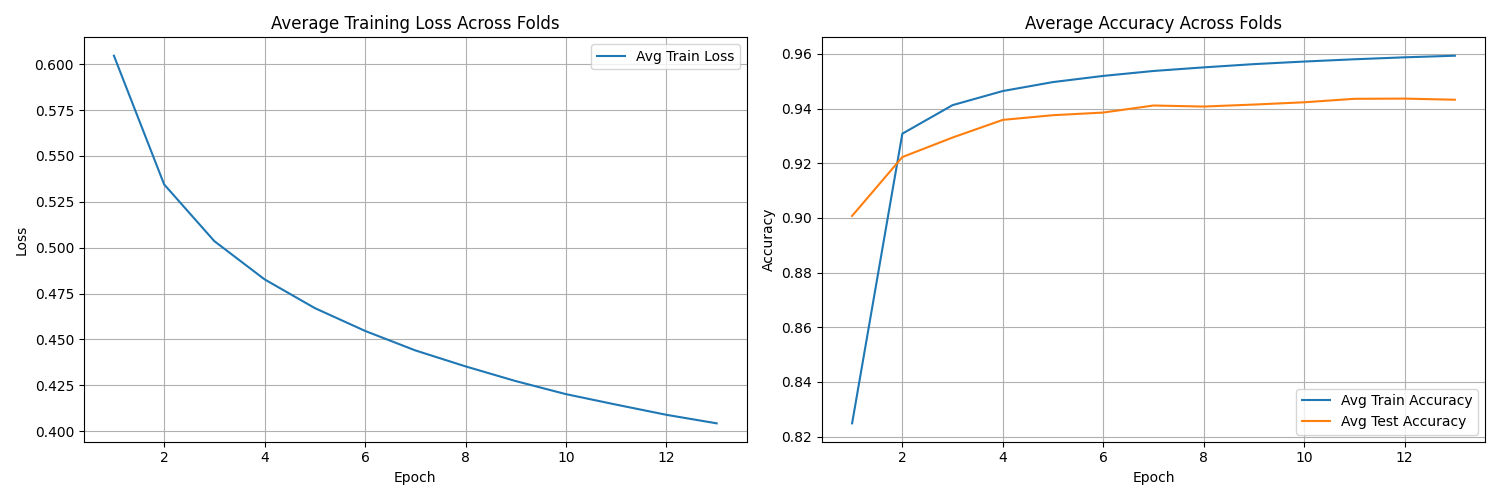 Average Training Loss Across Folds
Avg Train Loss
0.600
0.575
0.550
0.525
0.500
0.475
0.450
0.425
0.400
Loss
2 4 6 8 10 12
Epoch
Average Accuracy Across Folds
0.96
0.94
0.92
0.90
0.88
0.86
0.84
0.82
Accuracy
Avg Train Accuracy
Avg Test Accuracy
2 4 6 8 10 12
Epoch